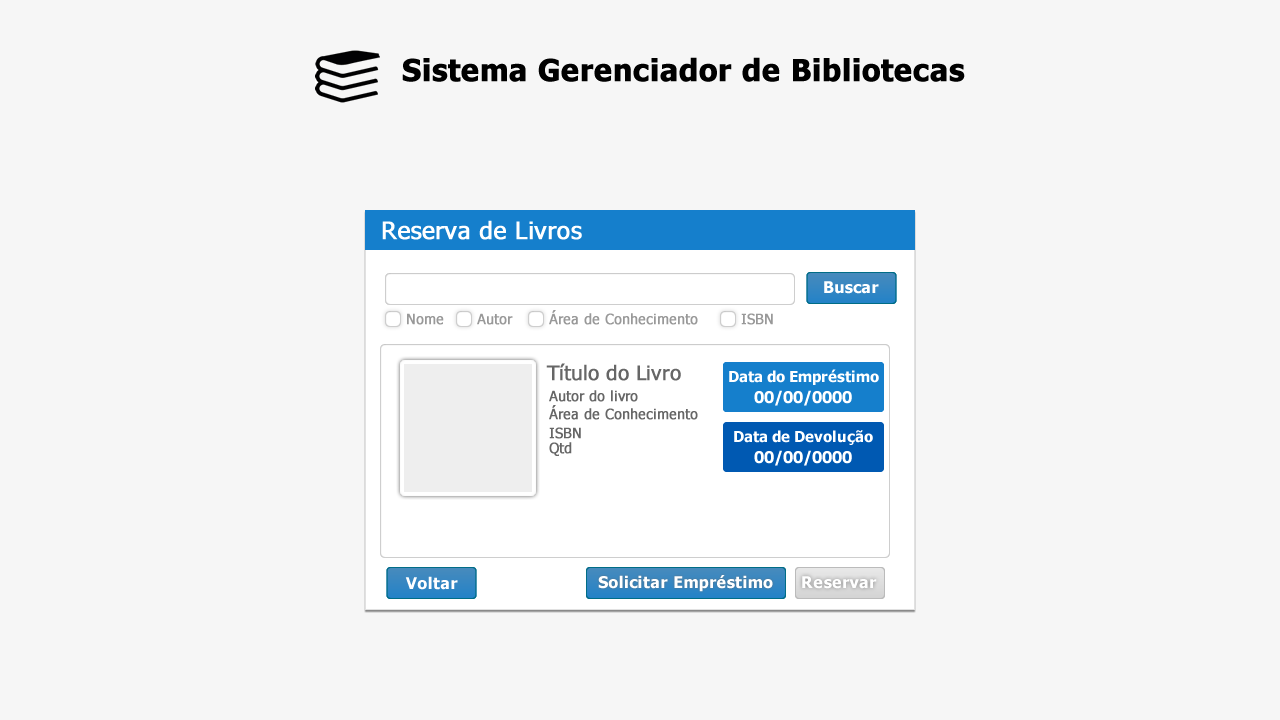 Sistema Gerenciador de Bibliotecas
Reserva de Livros
Buscar
Nome Autor Área de Conhecimento ISBN
Título do Livro
Autor do livro
Área de Conhecimento
ISBN
Qtd
Data do Empréstimo
00/00/0000
Data de Devolução
00/00/0000
Voltar Solicitar Empréstimo Reservar